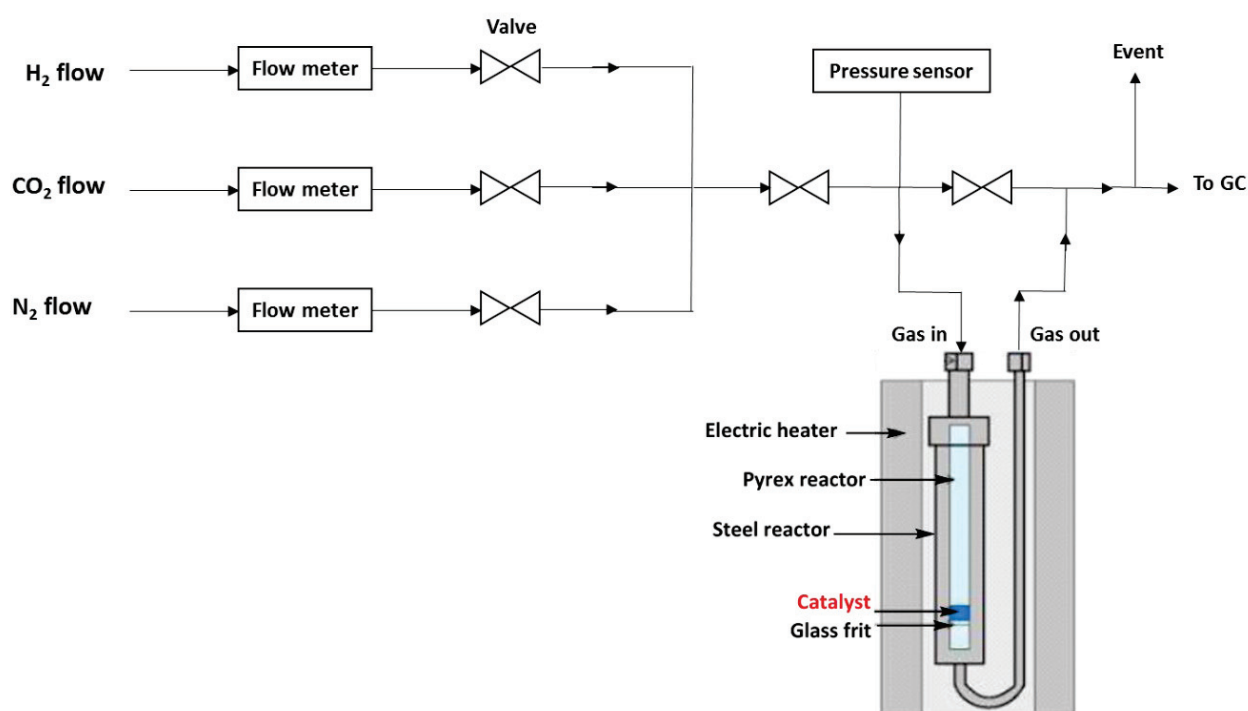 Valve
H₂ flow
Flow meter
Pressure sensor
Event
CO₂ flow
Flow meter
To GC
N₂ flow
Flow meter
Gas in
Gas out
Electric heater
Pyrex reactor
Steel reactor
Catalyst
Glass frit